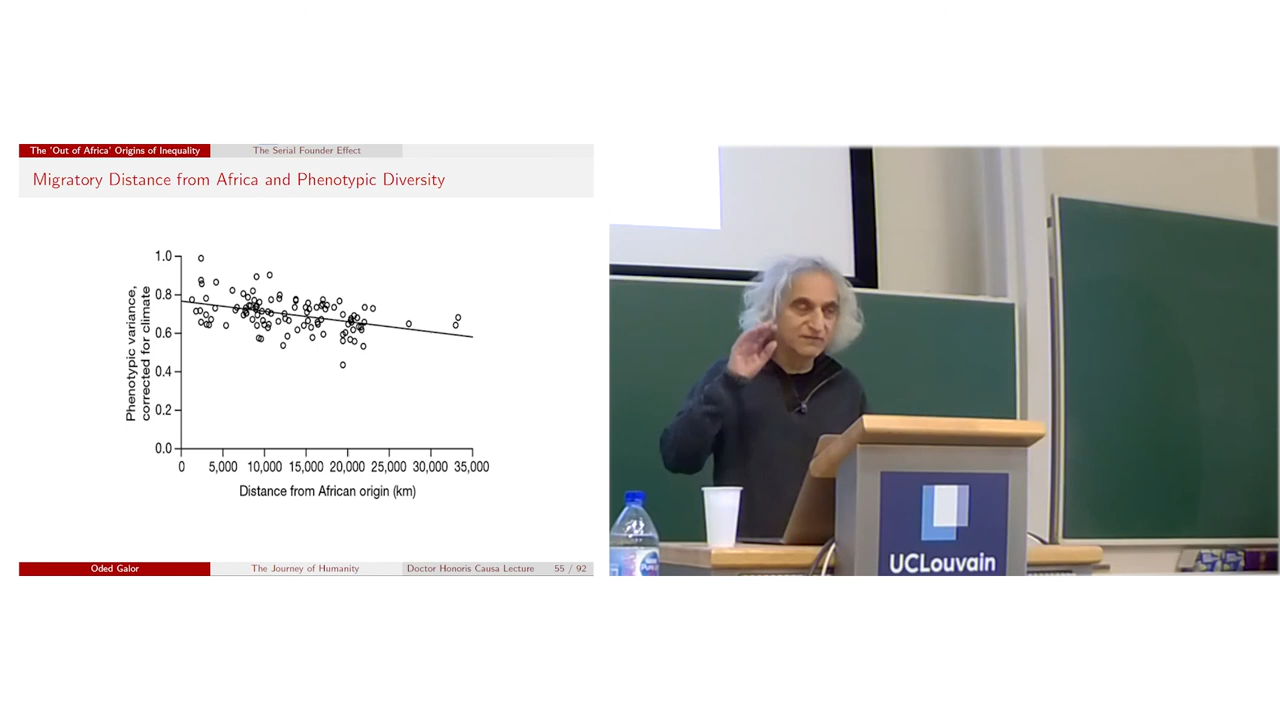 The 'Out of Africa' Origins of Inequality
The Serial Founder Effect
Migratory Distance from Africa and Phenotypic Diversity
Phenotypic variance,
corrected for climate
1.0
0.8
0.6
0.4
0.2
0.0
0 5,000 10,000 15,000 20,000 25,000 30,000 35,000
Distance from African origin (km)
Oded Galor
The Journey of Humanity
Doctor Honoris Causa Lecture 55 / 92
UCLouvain